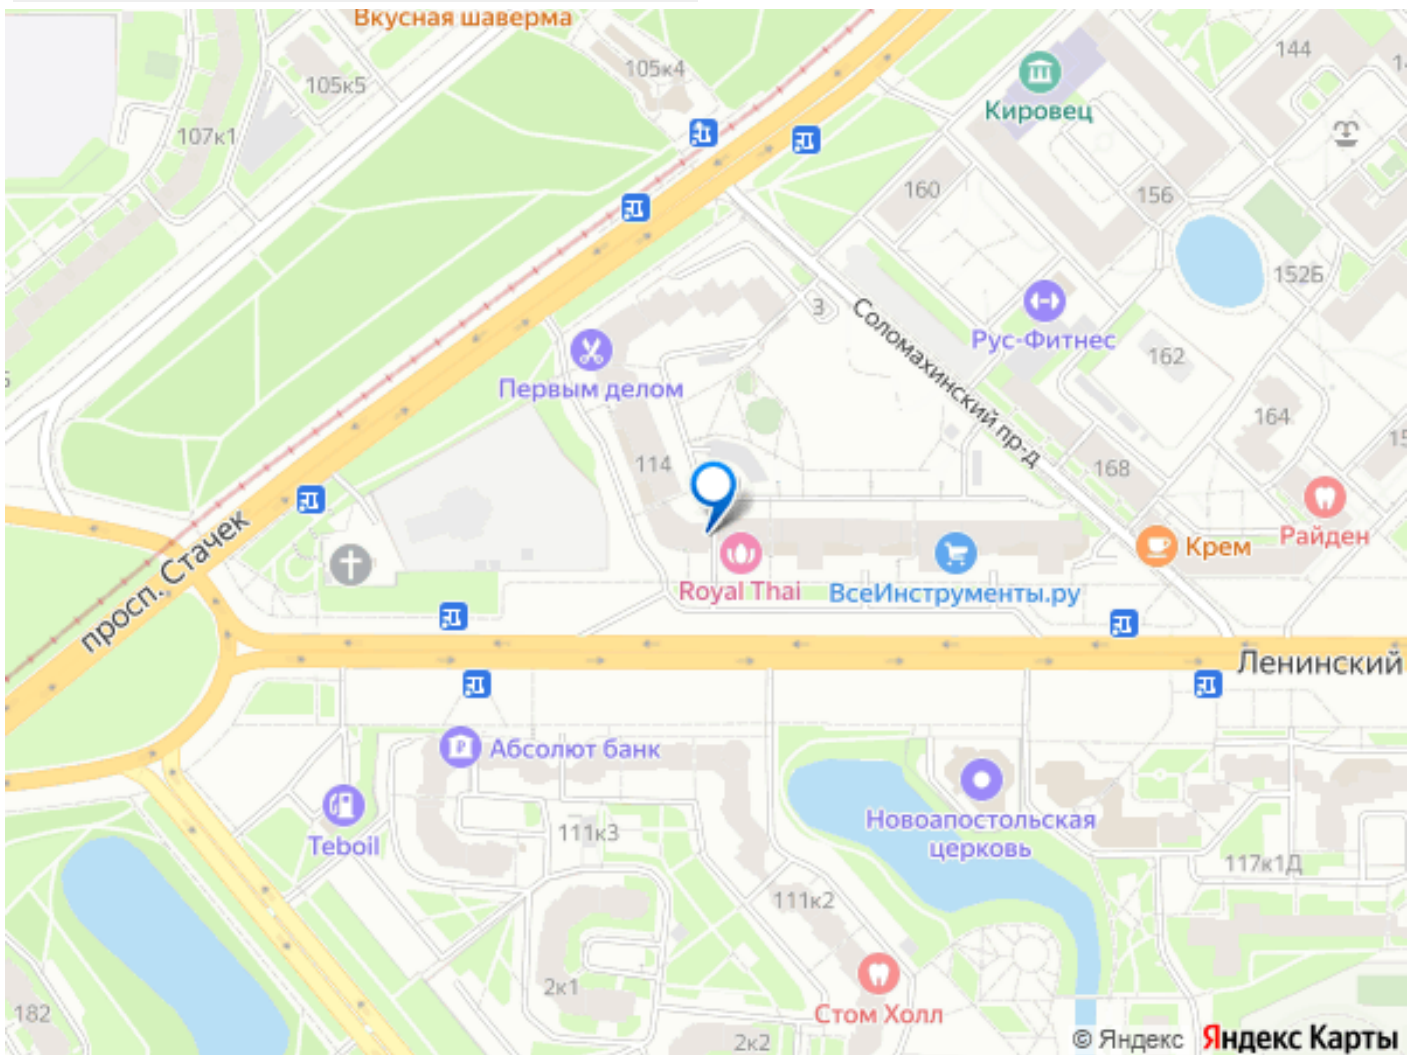 Вкусная шаверма
144
105к4
105к5
Кировец
107к1
160
156
152Б
3
Соломахинский пр-д
Рус-Фитнес
162
Первым делом
164
114
168
просп. Стачек
Крем
Райден
Royal Thai
ВсеИнструменты.ру
Ленинский
Абсолют банк
Teboil
111к3
Новоапостольская
церковь
117к1Д
111к2
2к1
Стом Холл
182
2к2
© Яндекс
Яндекс Карты